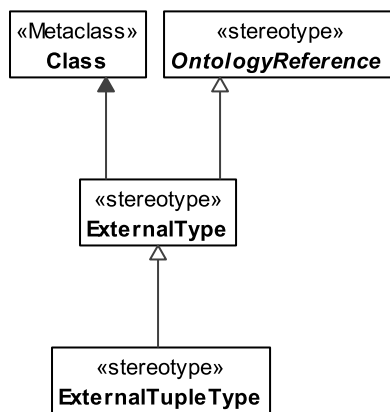 «Metaclass»
Class
«stereotype»
OntologyReference
«stereotype»
ExternalType
«stereotype»
ExternalTupleType